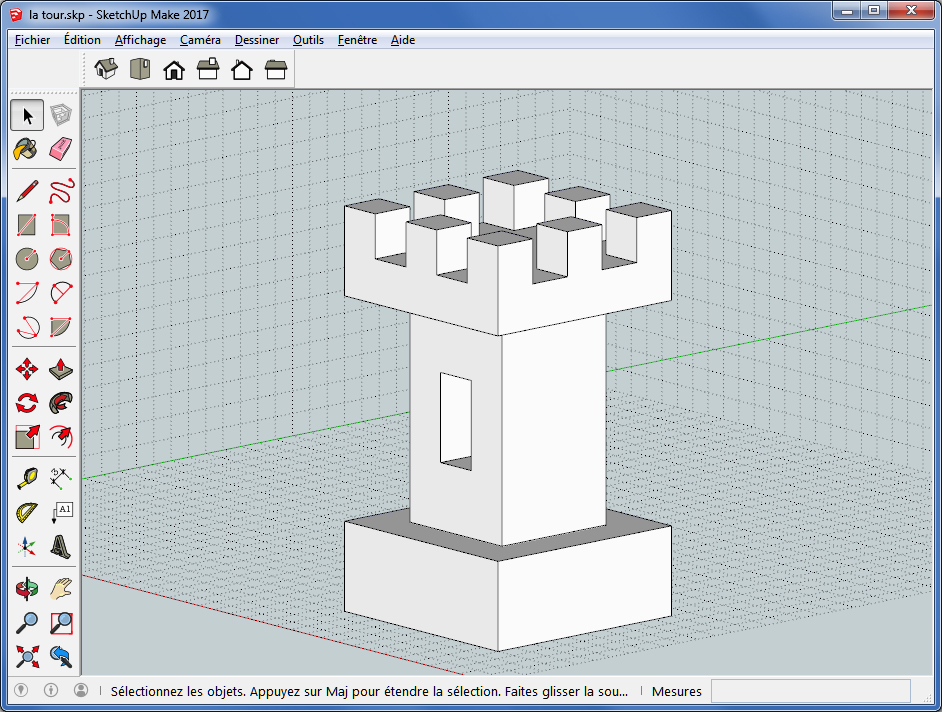 la tour.skp - SketchUp Make 2017
Fichier Édition Affichage Caméra Dessiner Outils Fenêtre Aide
A1
Sélectionnez les objets. Appuyez sur Maj pour étendre la sélection. Faites glisser la sou... Mesures